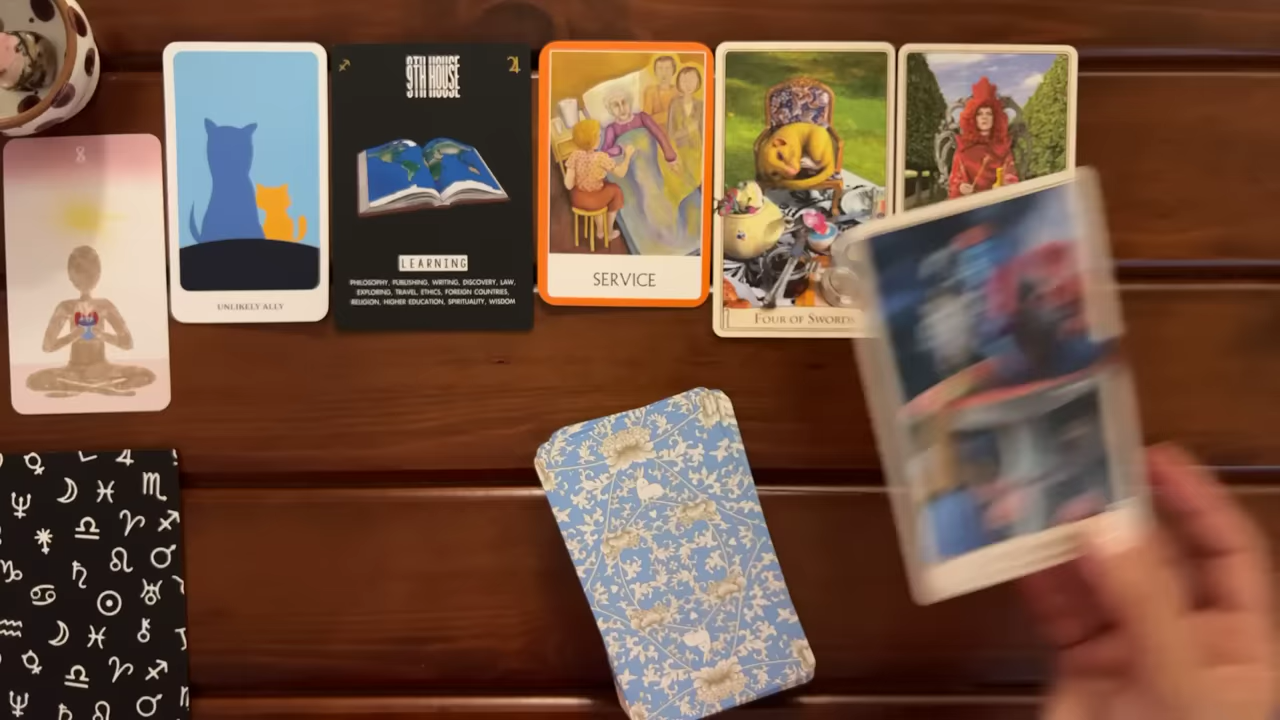 8
UNLIKELY ALLY
9TH HOUSE
LEARNING
PHILOSOPHY, PUBLISHING, WRITING, DISCOVERY, LAW,
EXPLORING, TRAVEL, ETHICS, FOREIGN COUNTRIES,
RELIGION, HIGHER EDUCATION, SPIRITUALITY, WISDOM
SERVICE
FOUR OF SWORDS